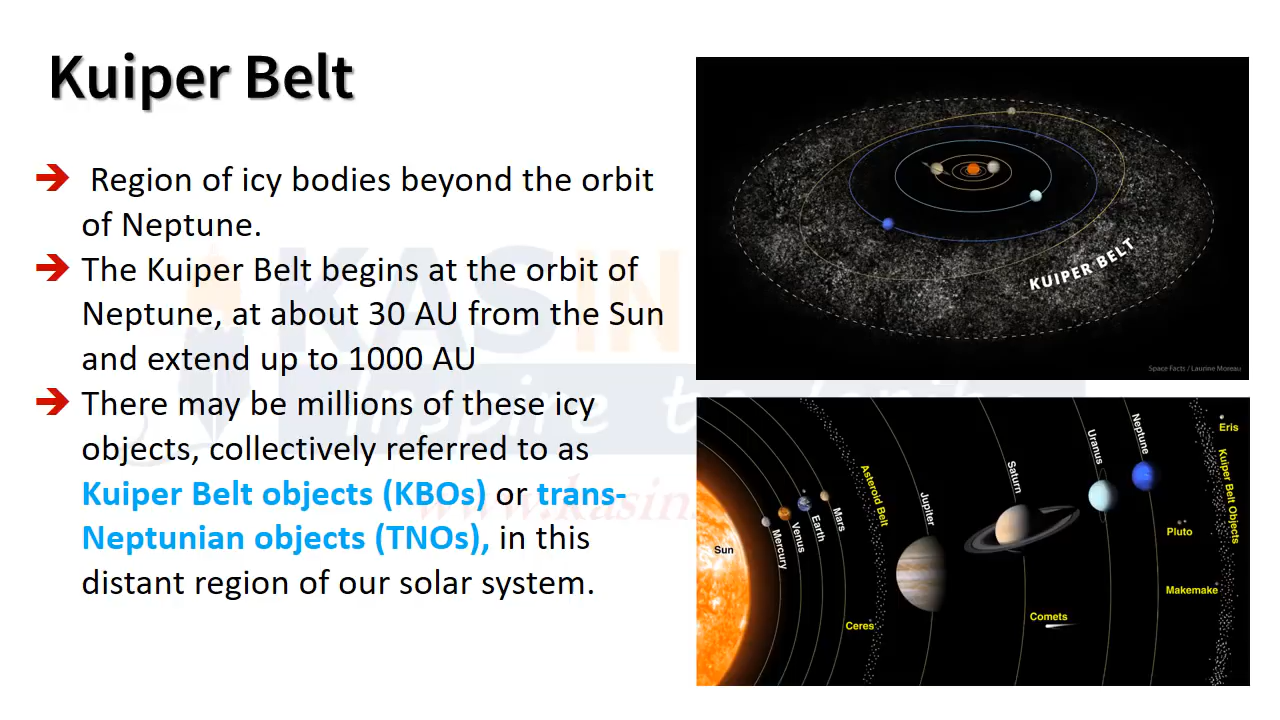 Kuiper Belt
Region of icy bodies beyond the orbit
of Neptune.
The Kuiper Belt begins at the orbit of
Neptune, at about 30 AU from the Sun
and extend up to 1000 AU
There may be millions of these icy
objects, collectively referred to as
Kuiper Belt objects (KBOs) or trans-
Neptunian objects (TNOs), in this
distant region of our solar system.
KUIPER BELT
Space Facts / Laurine Moreau
Sun
Mercury
Venus
Earth
Mars
Ceres
Asteroid Belt
Jupiter
Saturn
Comets
Uranus
Neptune
Pluto
Makemake
Eris
Kuiper Belt Objects
KASIN
Inspire
www.kasin